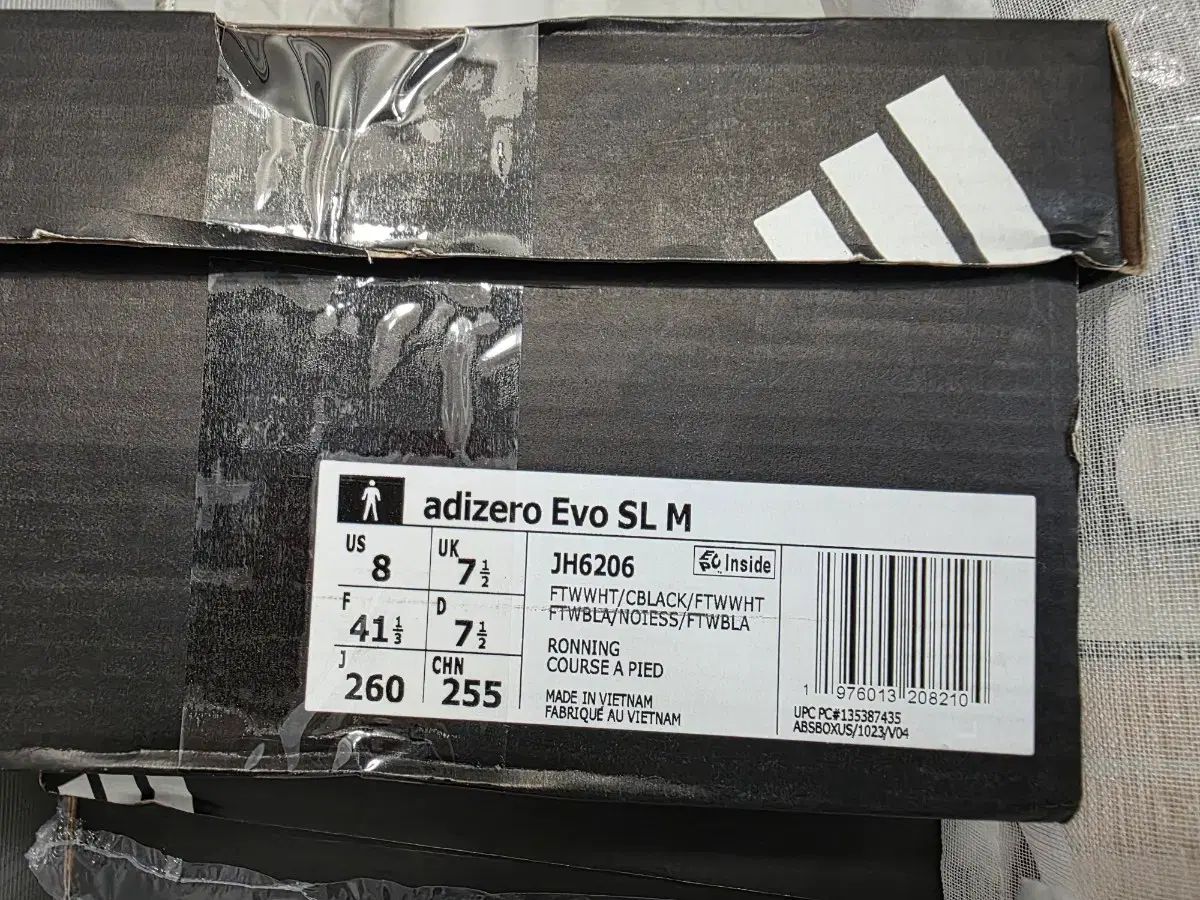 adizero Evo SL M
US 8
UK 7 1/2
F 41 1/3
D 7 1/2
J 260
CHN 255
JH6206
EPC Inside
FTWWHT/CBLACK/FTWWHT
FTWBLA/NOIESS/FTWBLA
RONNING
COURSE A PIED
MADE IN VIETNAM
FABRIQUÉ AU VIETNAM
1 976013 208210
UPC PC#135387435
ABSBOXUS/1023/V04